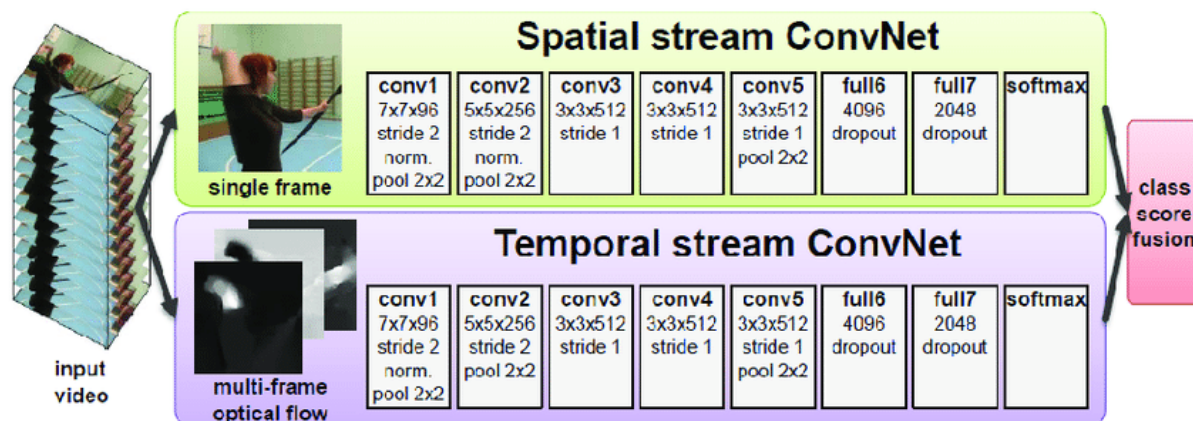 Spatial stream ConvNet
single frame
conv1
7x7x96
stride 2
norm.
pool 2x2
conv2
5x5x256
stride 2
norm.
pool 2x2
conv3
3x3x512
stride 1
conv4
3x3x512
stride 1
conv5
3x3x512
stride 1
pool 2x2
full6
4096
dropout
full7
2048
dropout
softmax
input
video
Temporal stream ConvNet
multi-frame
optical flow
conv1
7x7x96
stride 2
norm.
pool 2x2
conv2
5x5x256
stride 2
pool 2x2
conv3
3x3x512
stride 1
conv4
3x3x512
stride 1
conv5
3x3x512
stride 1
pool 2x2
full6
4096
dropout
full7
2048
dropout
softmax
class
score
fusion